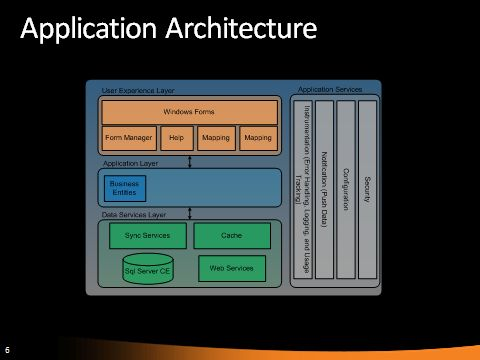 Application Architecture
User Experience Layer
Windows Forms
Form Manager
Help
Mapping
Mapping
Application Layer
Business
Entities
Data Services Layer
Sync Services
Cache
Sql Server CE
Web Services
Application Services
Instrumentation (Error Handling, Logging, and Usage
Tracking)
Notification (Push Data)
Configuration
Security
6